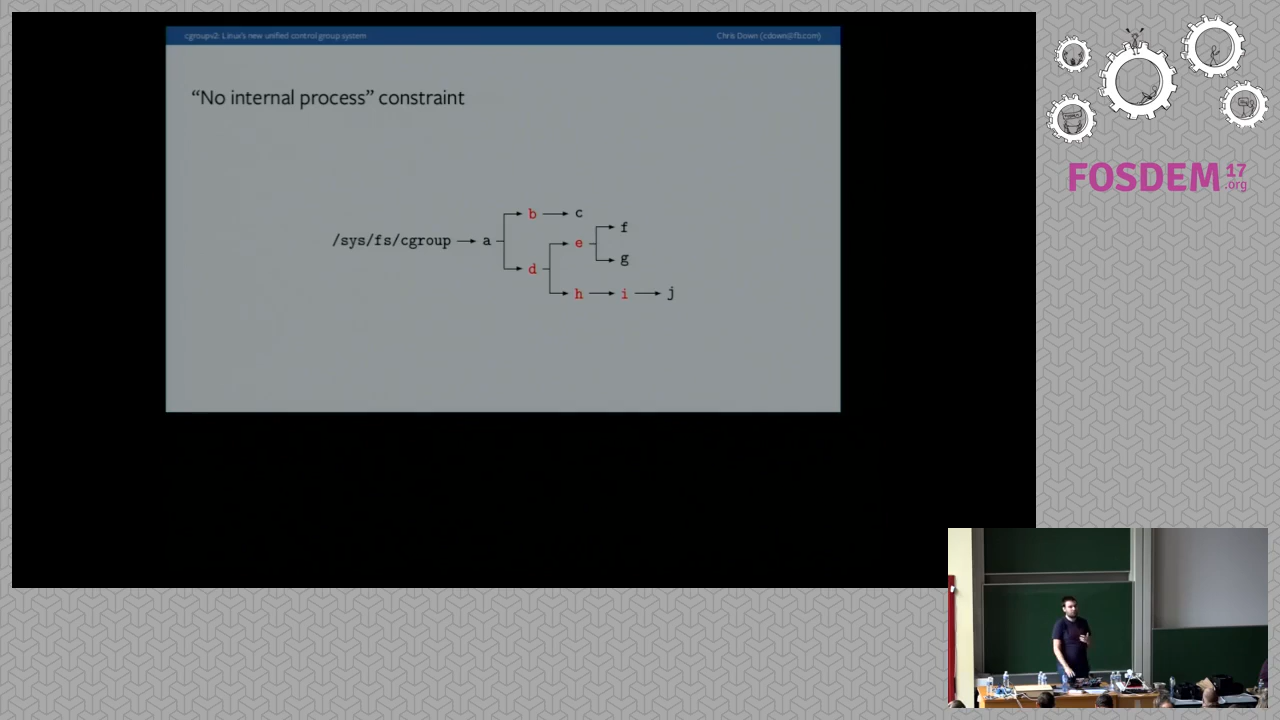 cgroupv2: Linux's new unified control group system
Chris Down (cdown@fb.com)
“No internal process” constraint
b c
f
/sys/fs/cgroup a e
g
d
h i j
FOSDEM 17
.org